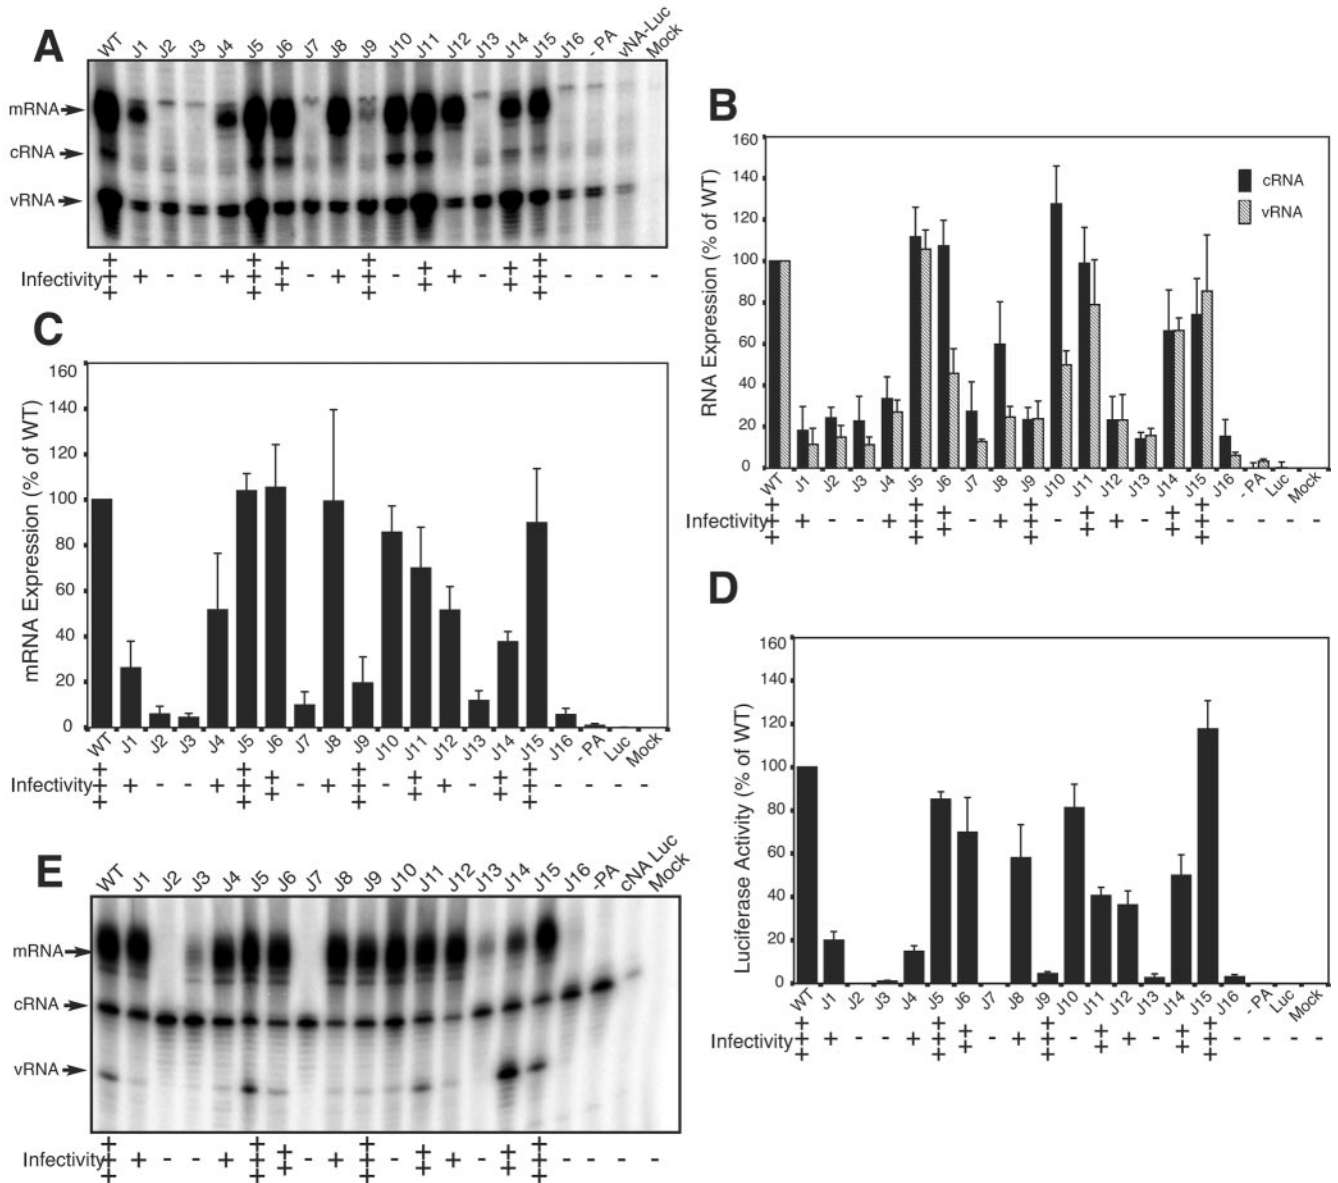 A
WT J1 J2 J3 J4 J5 J6 J7 J8 J9 J10 J11 J12 J13 J14 J15 J16 - PA vNA-Luc Mock
mRNA
cRNA
vRNA
Infectivity +++ + - - + +++ ++ - + +++ - ++ + - ++ +++ - - - -
B
RNA Expression (% of WT)
160
140
120
100
80
60
40
20
0
cRNA
vRNA
WT J1 J2 J3 J4 J5 J6 J7 J8 J9 J10 J11 J12 J13 J14 J15 J16 - PA Luc Mock
Infectivity +++ + - - + +++ ++ - + +++ - ++ + - ++ +++ - - - -
C
mRNA Expression (% of WT)
160
140
120
100
80
60
40
20
0
WT J1 J2 J3 J4 J5 J6 J7 J8 J9 J10 J11 J12 J13 J14 J15 J16 - PA Luc Mock
Infectivity +++ + - - + +++ ++ - + +++ - ++ + - ++ +++ - - - -
D
Luciferase Activity (% of WT)
160
140
120
100
80
60
40
20
0
WT J1 J2 J3 J4 J5 J6 J7 J8 J9 J10 J11 J12 J13 J14 J15 J16 - PA Luc Mock
Infectivity +++ + - - + +++ ++ - + +++ - ++ + - ++ +++ - - - -
E
WT J1 J2 J3 J4 J5 J6 J7 J8 J9 J10 J11 J12 J13 J14 J15 J16 -PA cNA Luc Mock
mRNA
cRNA
vRNA
Infectivity +++ + - - + +++ ++ - + +++ - ++ + - ++ +++ - - - -